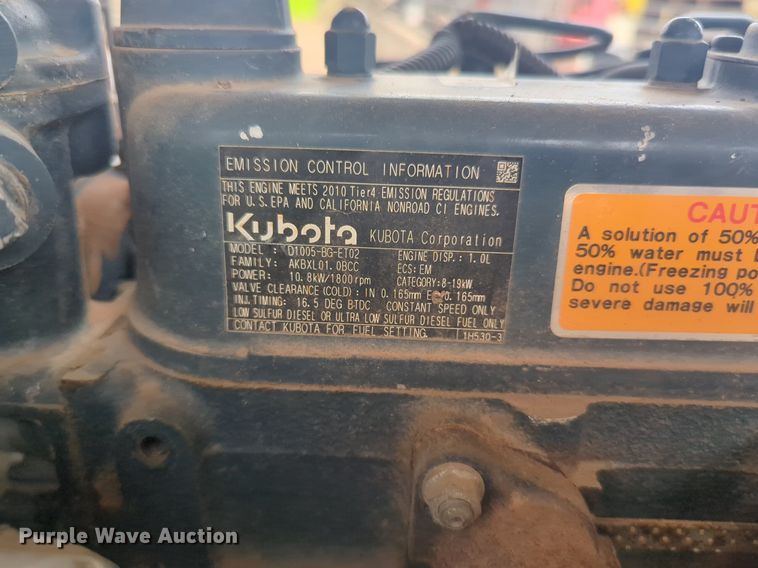 EMISSION CONTROL INFORMATION
THIS ENGINE MEETS 2010 Tier4 EMISSION REGULATIONS
FOR U.S.EPA AND CALIFORNIA NONROAD CI ENGINES.
Kubota KUBOTA Corporation
MODEL : D1005-BG-ET02 ENGINE DISP.: 1.0L
FAMILY: AKBXL01.0BCC ECS: EM
POWER: 10.8kW/1800rpm CATEGORY: 8-19kW
VALVE CLEARANCE (COLD): IN 0.165mm EX 0.165mm
INJ.TIMING: 16.5 DEG BTDC CONSTANT SPEED ONLY
LOW SULFUR DIESEL OR ULTRA LOW SULFUR DIESEL FUEL ONLY
CONTACT KUBOTA FOR FUEL SETTING. 1H530-3
CAUT
A solution of 50%
50% water must b
engine.(Freezing po
Do not use 100%
severe damage will
Purple Wave Auction